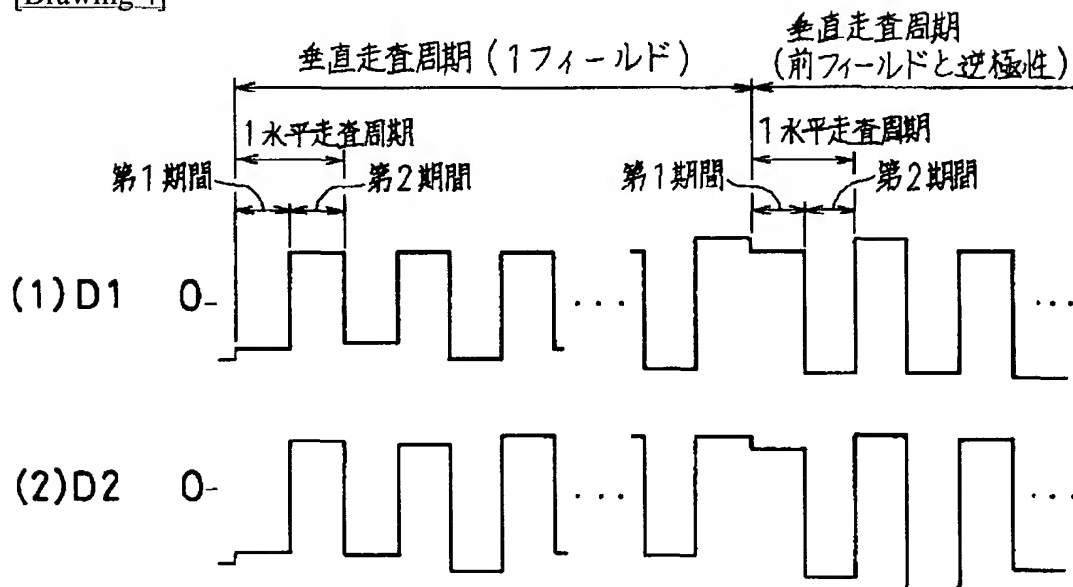 [Drawing 4]
垂直走査周期(1フィールド)
垂直走査周期
(前フィールドと逆極性)
1水平走査周期
1水平走査周期
第1期間
第2期間
第1期間
第2期間
(1)D1 0
...
...
(2)D2 0
...
...